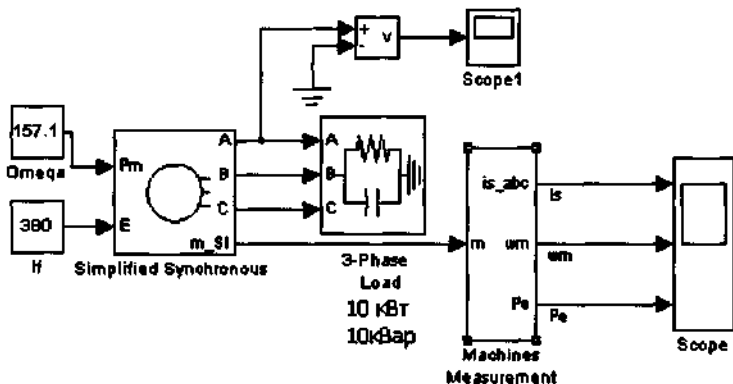 +
-
v
Scope1
157.1
Omega
380
If
Pm
E
A
B
C
m_SI
Simplified Synchronous
A
B
C
3-Phase
Load
10 кВт
10кВар
m
is_abc
wm
Pe
Machines
Measurement
is
wm
Pe
Scope